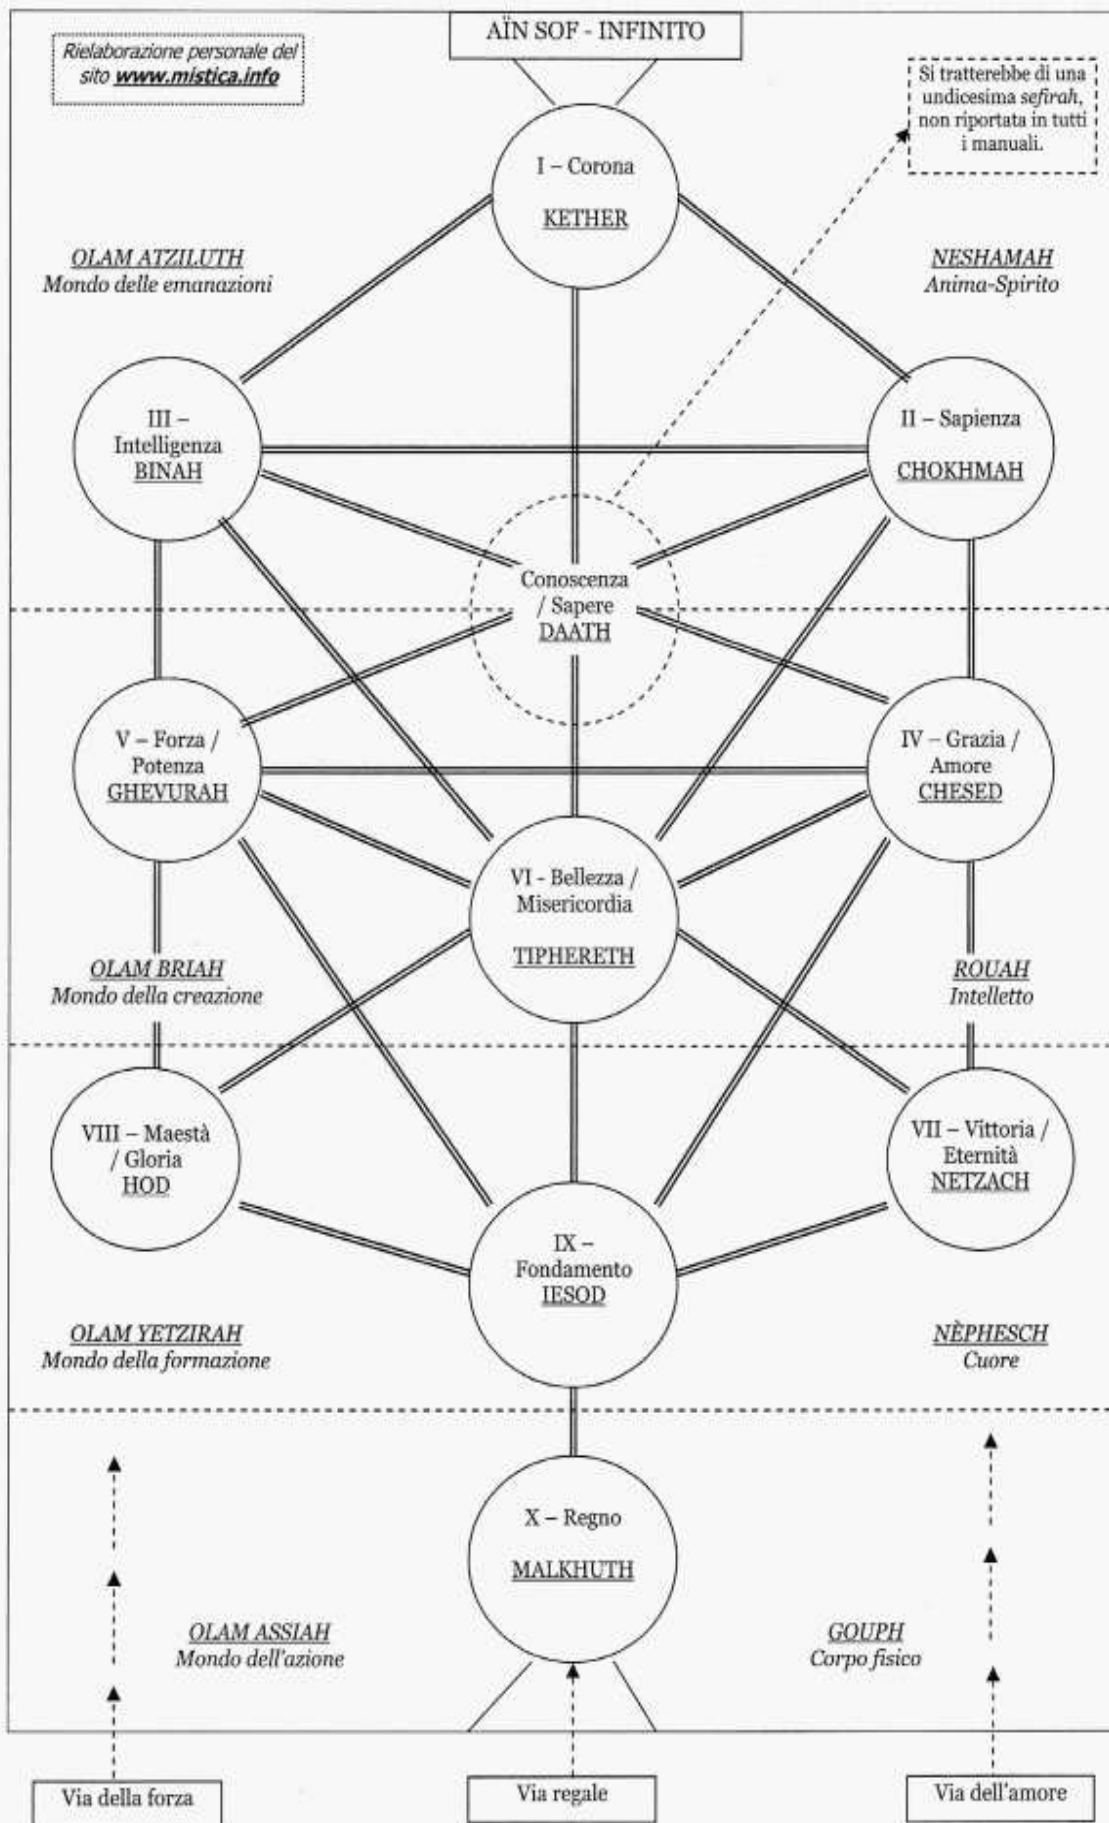 AÏN SOF - INFINITO
Rielaborazione personale del
sito www.mistica.info
Si tratterebbe di una
undicesima sefirah,
non riportata in tutti
i manuali.
I – Corona
KETHER
OLAM ATZILUTH
Mondo delle emanazioni
NESHAMAH
Anima-Spirito
III –
Intelligenza
BINAH
II – Sapienza
CHOKHMAH
Conoscenza
/ Sapere
DAATH
V – Forza /
Potenza
GHEVURAH
IV – Grazia /
Amore
CHESED
VI - Bellezza /
Misericordia
TIPHERETH
OLAM BRIAH
Mondo della creazione
ROUAH
Intelletto
VIII – Maestà
/ Gloria
HOD
VII – Vittoria /
Eternità
NETZACH
IX –
Fondamento
IESOD
OLAM YETZIRAH
Mondo della formazione
NÈPHESCH
Cuore
X – Regno
MALKHUTH
OLAM ASSIAH
Mondo dell'azione
GOUPH
Corpo fisico
Via della forza
Via regale
Via dell'amore